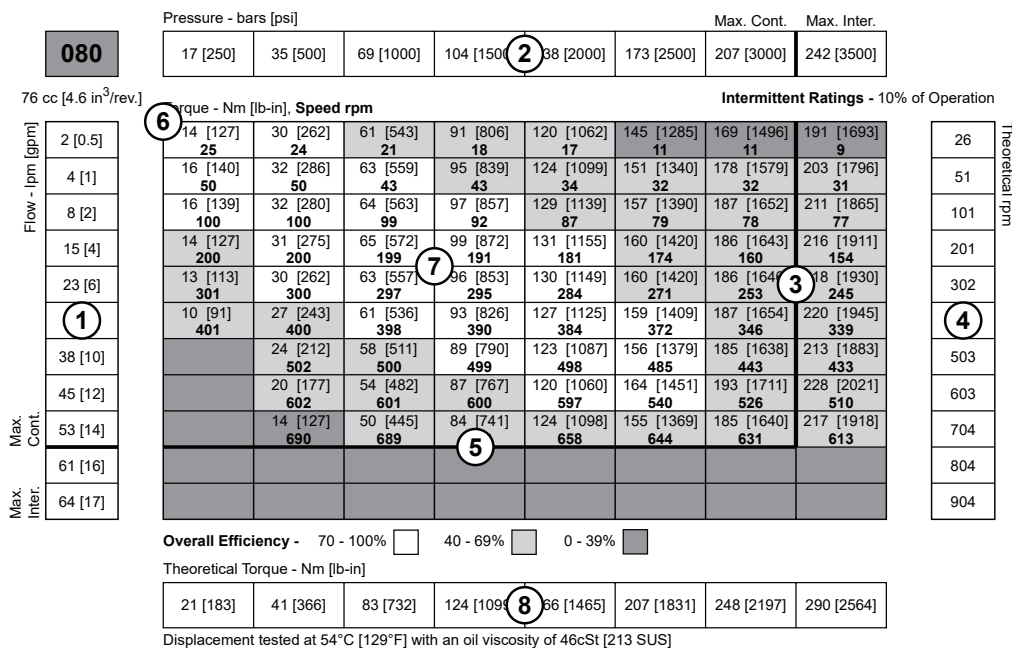 Pressure - bars [psi] Max. Cont. Max. Inter.
080 17 [250] 35 [500] 69 [1000] 104 [150 2 38 [2000] 173 [2500] 207 [3000] 242 [3500]
76 cc [4.6 in3/rev.] Torque - Nm [lb-in], Speed rpm Intermittent Ratings - 10% of Operation
6
Flow - lpm [gpm]
Theoretical rpm
2 [0.5] 14 [127] 30 [262] 61 [543] 91 [806] 120 [1062] 145 [1285] 169 [1496] 191 [1693] 26
25 24 21 18 17 11 11 9
4 [1] 16 [140] 32 [286] 63 [559] 95 [839] 124 [1099] 151 [1340] 178 [1579] 203 [1796] 51
50 50 43 43 34 32 32 31
8 [2] 16 [139] 32 [280] 64 [563] 97 [857] 129 [1139] 157 [1390] 187 [1652] 211 [1865] 101
100 100 99 92 87 79 78 77
15 [4] 14 [127] 31 [275] 65 [572] 99 [872] 131 [1155] 160 [1420] 186 [1643] 216 [1911] 201
200 200 199 191 181 174 160 154
7
23 [6] 13 [113] 30 [262] 63 [557] 96 [853] 130 [1149] 160 [1420] 186 [164 3 18 [1930] 302
301 300 297 295 284 271 253 245
1 10 [91] 27 [243] 61 [536] 93 [826] 127 [1125] 159 [1409] 187 [1654] 220 [1945] 4
401 400 398 390 384 372 346 339
38 [10] 24 [212] 58 [511] 89 [790] 123 [1087] 156 [1379] 185 [1638] 213 [1883] 503
502 500 499 498 485 443 433
45 [12] 20 [177] 54 [482] 87 [767] 120 [1060] 164 [1451] 193 [1711] 228 [2021] 603
602 601 600 597 540 526 510
Max. Cont.
53 [14] 14 [127] 50 [445] 84 [741] 124 [1098] 155 [1369] 185 [1640] 217 [1918] 704
690 689 5 658 644 631 613
61 [16] 804
Max. Inter.
64 [17] 904
Overall Efficiency - 70 - 100% 40 - 69% 0 - 39%
Theoretical Torque - Nm [lb-in]
21 [183] 41 [366] 83 [732] 124 [109 8 66 [1465] 207 [1831] 248 [2197] 290 [2564]
Displacement tested at 54°C [129°F] with an oil viscosity of 46cSt [213 SUS]